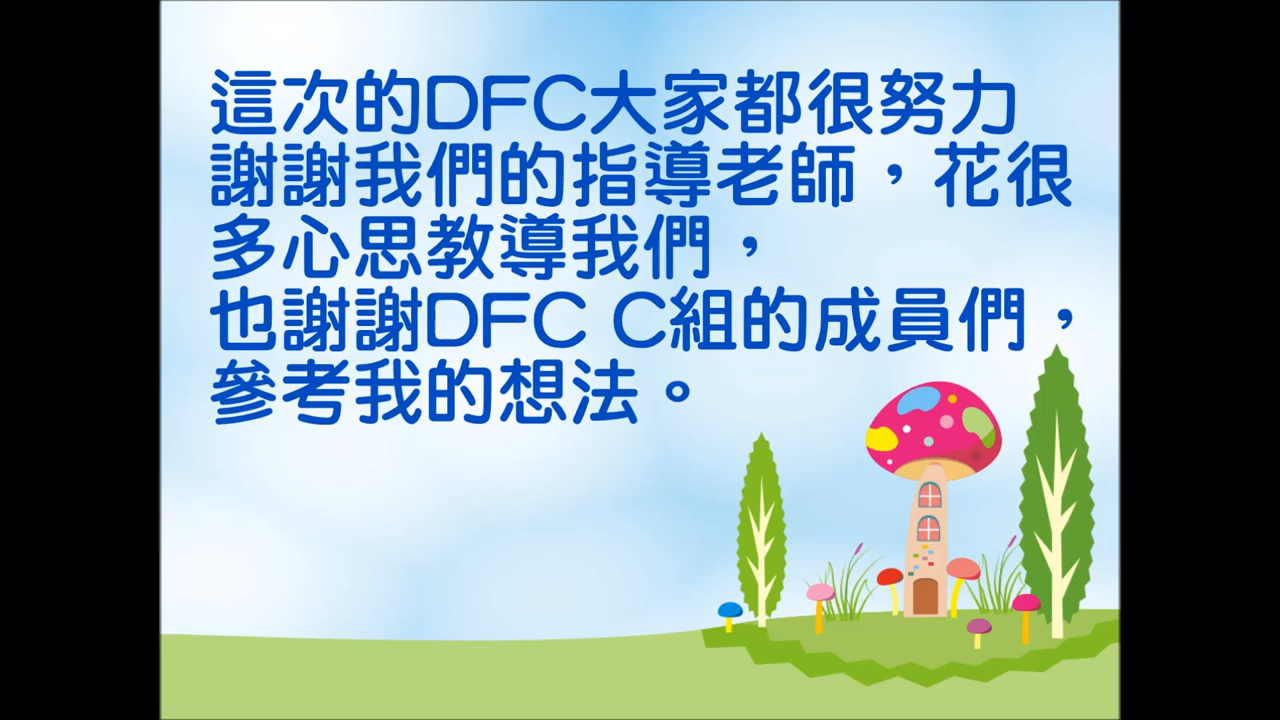 這次的DFC大家都很努力
謝謝我們的指導老師，花很
多心思教導我們，
也謝謝DFC C組的成員們，
參考我的想法。